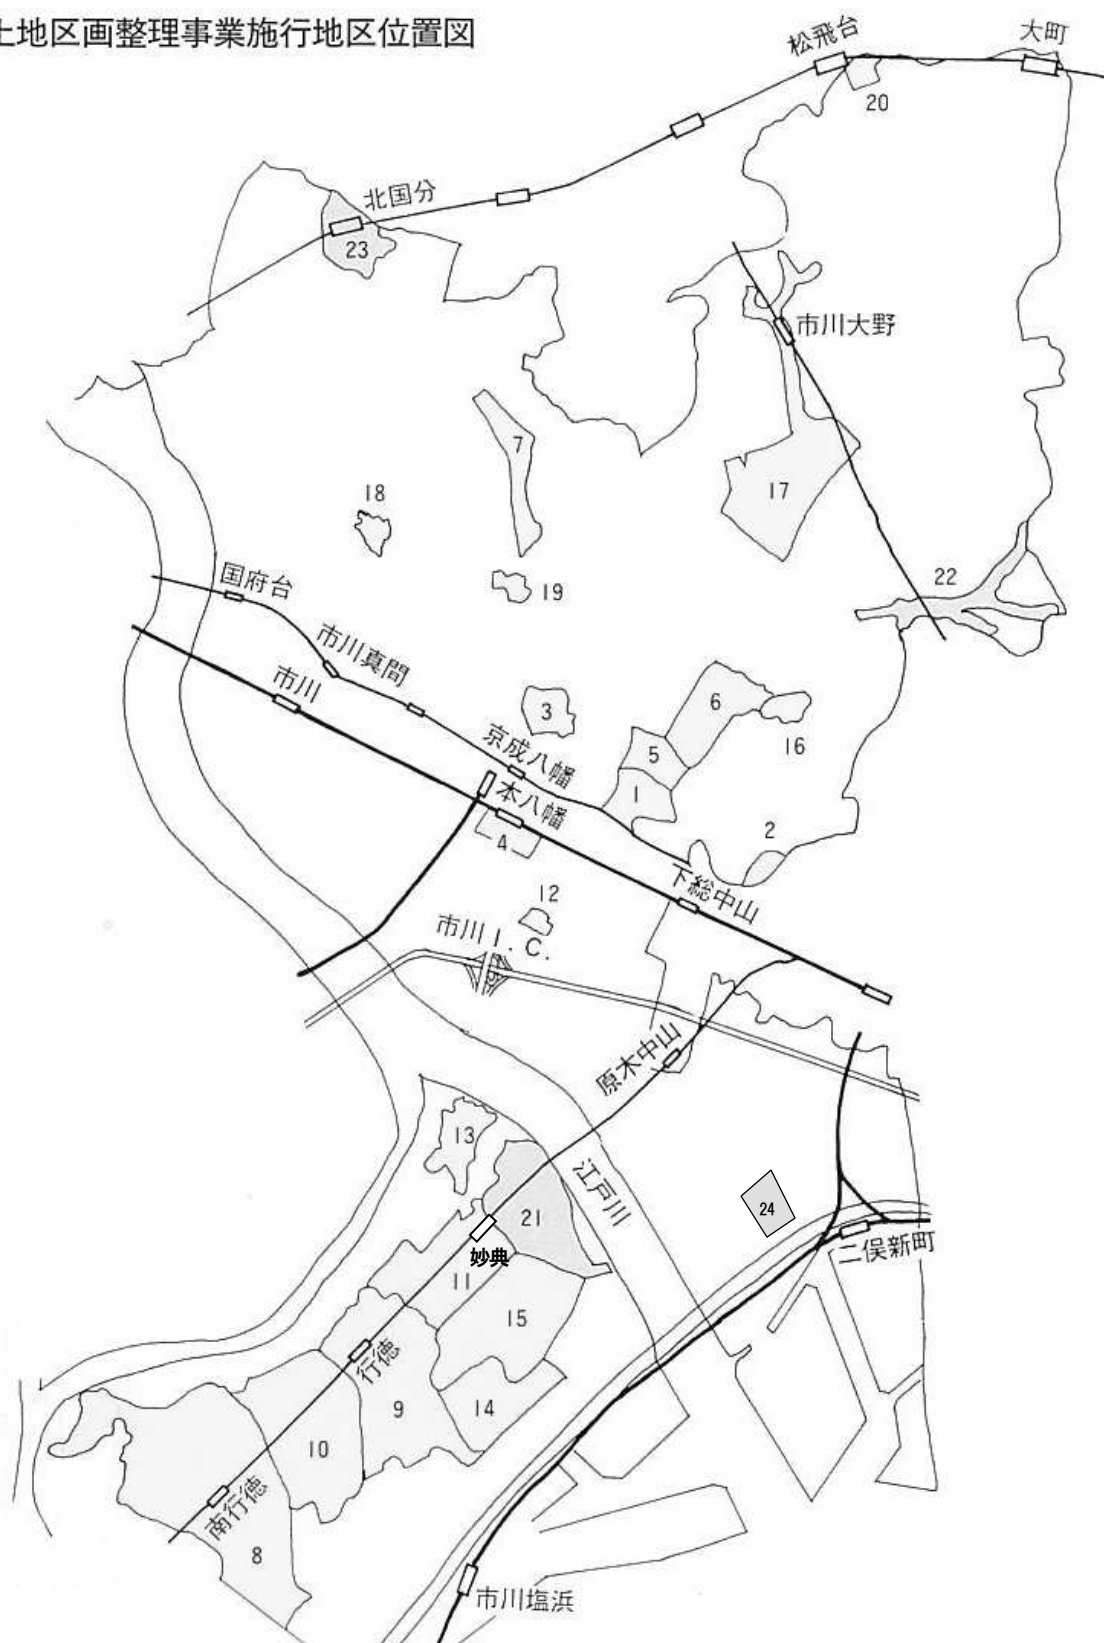 土地区画整理事業施行地区位置図
松飛台
大町
20
北国分
23
市川大野
7
17
18
19
22
国府台
市川真間
市川
3
京成八幡
本八幡
4
6
5
16
1
2
下総中山
12
市川I.C.
原木中山
13
江戸川
21
24
妙典
二俣新町
11
15
行徳
9
14
10
南行徳
8
市川塩浜